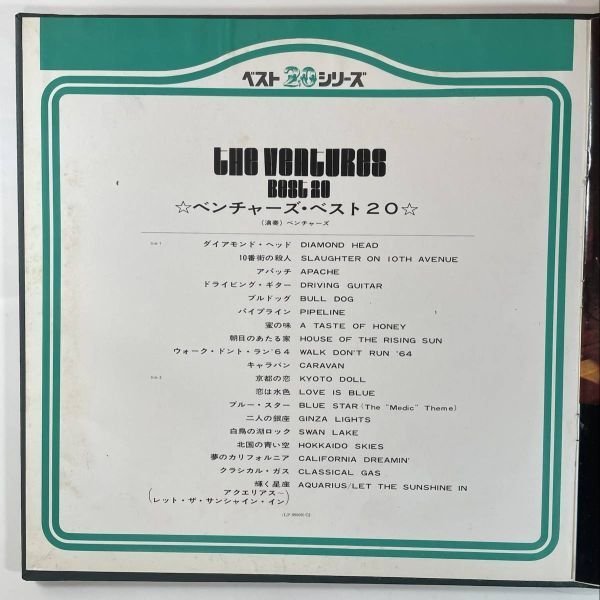 ベスト20シリーズ
the ventures
Best 20
☆ベンチャーズ・ベスト20☆
(演奏) ベンチャーズ
Side 1 ダイアモンド・ヘッド DIAMOND HEAD
10番街の殺人 SLAUGHTER ON 10TH AVENUE
アパッチ APACHE
ドライビング・ギター DRIVING GUITAR
ブルドッグ BULL DOG
パイプライン PIPELINE
蜜の味 A TASTE OF HONEY
朝日のあたる家 HOUSE OF THE RISING SUN
ウォーク・ドント・ラン'64 WALK DON'T RUN '64
キャラバン CARAVAN
Side 2 京都の恋 KYOTO DOLL
恋は水色 LOVE IS BLUE
ブルー・スター BLUE STAR (The "Medic" Theme)
二人の銀座 GINZA LIGHTS
白鳥の湖ロック SWAN LAKE
北国の青い空 HOKKAIDO SKIES
夢のカリフォルニア CALIFORNIA DREAMIN'
クラシカル・ガス CLASSICAL GAS
輝く星座 AQUARIUS/LET THE SUNSHINE IN
(アクエリアス~
レット・ザ・サンシャイン・イン)